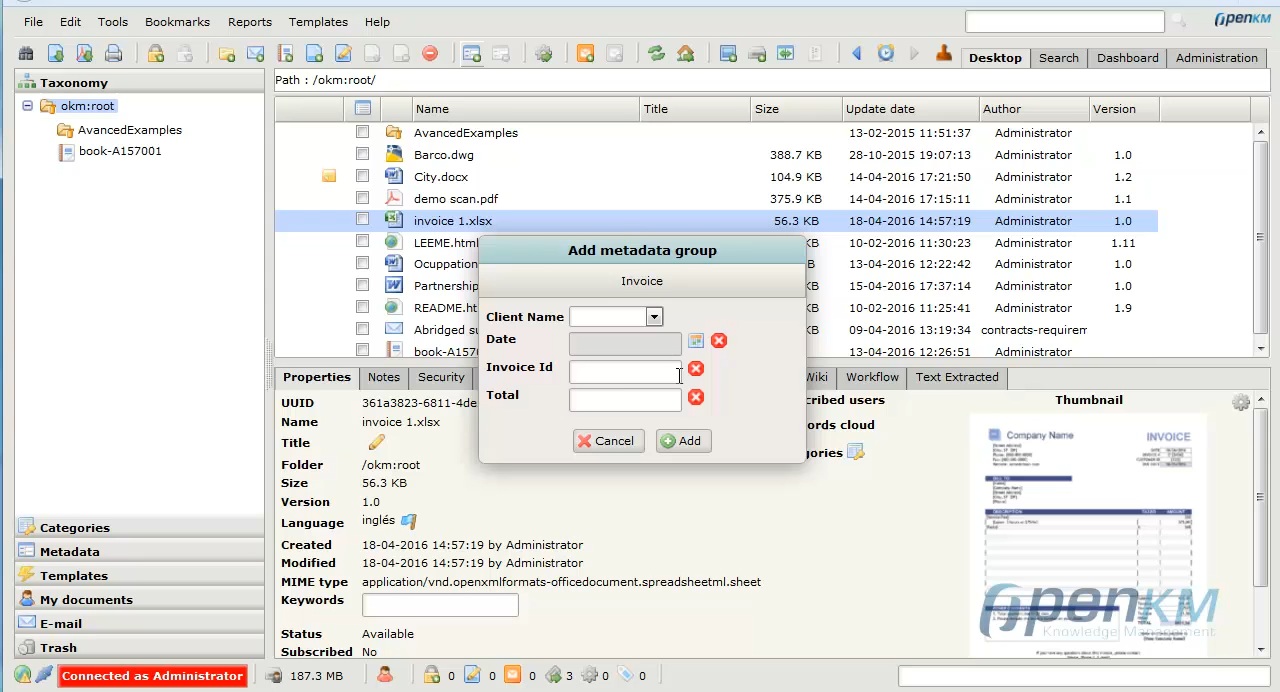 File Edit Tools Bookmarks Reports Templates Help
OPENKM
Desktop Search Dashboard Administration
Taxonomy
Path : /okm:root/
okm:root
AvancedExamples
book-A157001
Name Title Size Update date Author Version
AvancedExamples 13-02-2015 11:51:37 Administrator
Barco.dwg 388.7 KB 28-10-2015 19:07:13 Administrator 1.0
City.docx 104.9 KB 14-04-2016 17:21:50 Administrator 1.2
demo scan.pdf 375.9 KB 14-04-2016 17:15:11 Administrator 1.1
invoice 1.xlsx 56.3 KB 18-04-2016 14:57:19 Administrator 1.0
LEEME.html KB 10-02-2016 11:30:23 Administrator 1.11
Ocuppation B 13-04-2016 12:22:42 Administrator 1.0
Partnership B 15-04-2016 17:37:14 Administrator 1.0
README.ht KB 10-02-2016 11:25:41 Administrator 1.9
Abridged su KB 09-04-2016 13:19:34 contracts-requirem
book-A157 13-04-2016 12:26:51 Administrator
Add metadata group
Invoice
Client Name
Date
Invoice Id
Total
Cancel Add
Properties Notes Security Wiki Workflow Text Extracted
UUID 361a3823-6811-4de
Name invoice 1.xlsx
Title
Folder /okm:root
Size 56.3 KB
Version 1.0
Language inglés
Created 18-04-2016 14:57:19 by Administrator
Modified 18-04-2016 14:57:19 by Administrator
MIME type application/vnd.openxmlformats-officedocument.spreadsheetml.sheet
Keywords
Status Available
Subscribed No
cribed users
ords cloud
ories
Thumbnail
Company Name INVOICE
OPENKM
Knowledge Management
Categories
Metadata
Templates
My documents
E-mail
Trash
Connected as Administrator 187.3 MB 0 0 0 3 0 0